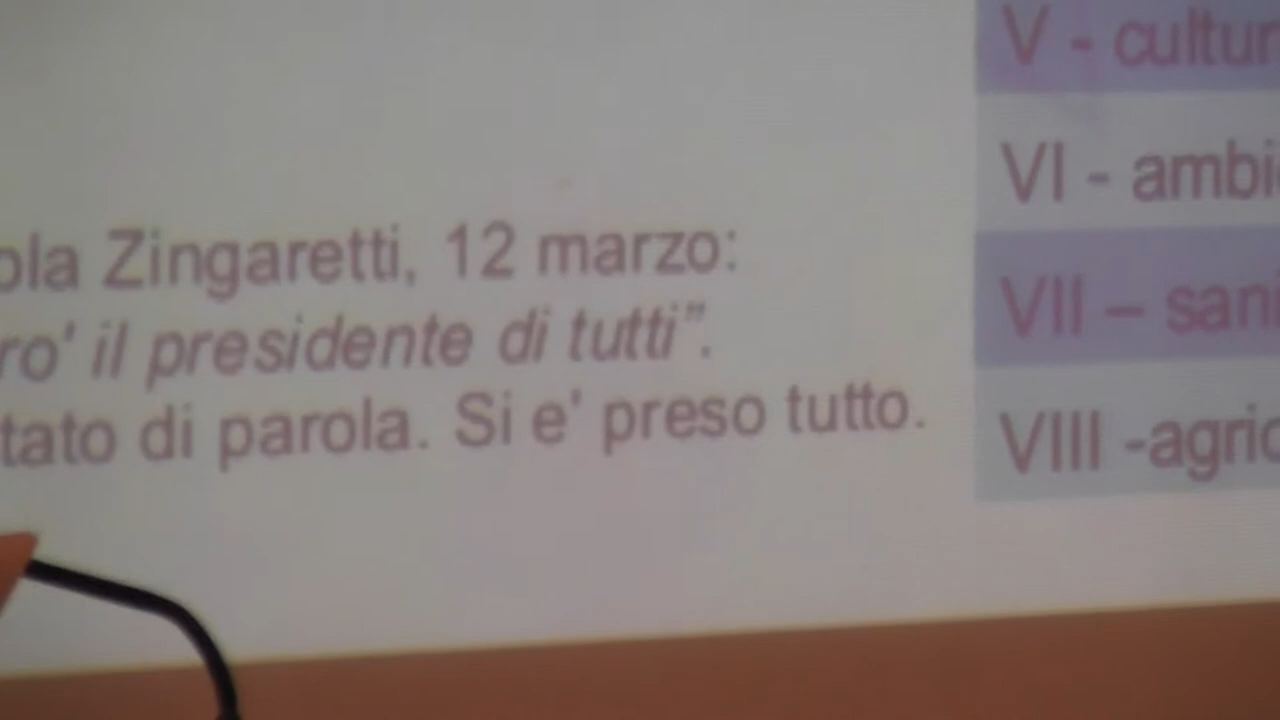 ola Zingaretti, 12 marzo:
ro' il presidente di tutti”.
tato di parola. Si e' preso tutto.
V - cultur
VI - ambi
VII – sani
VIII -agric